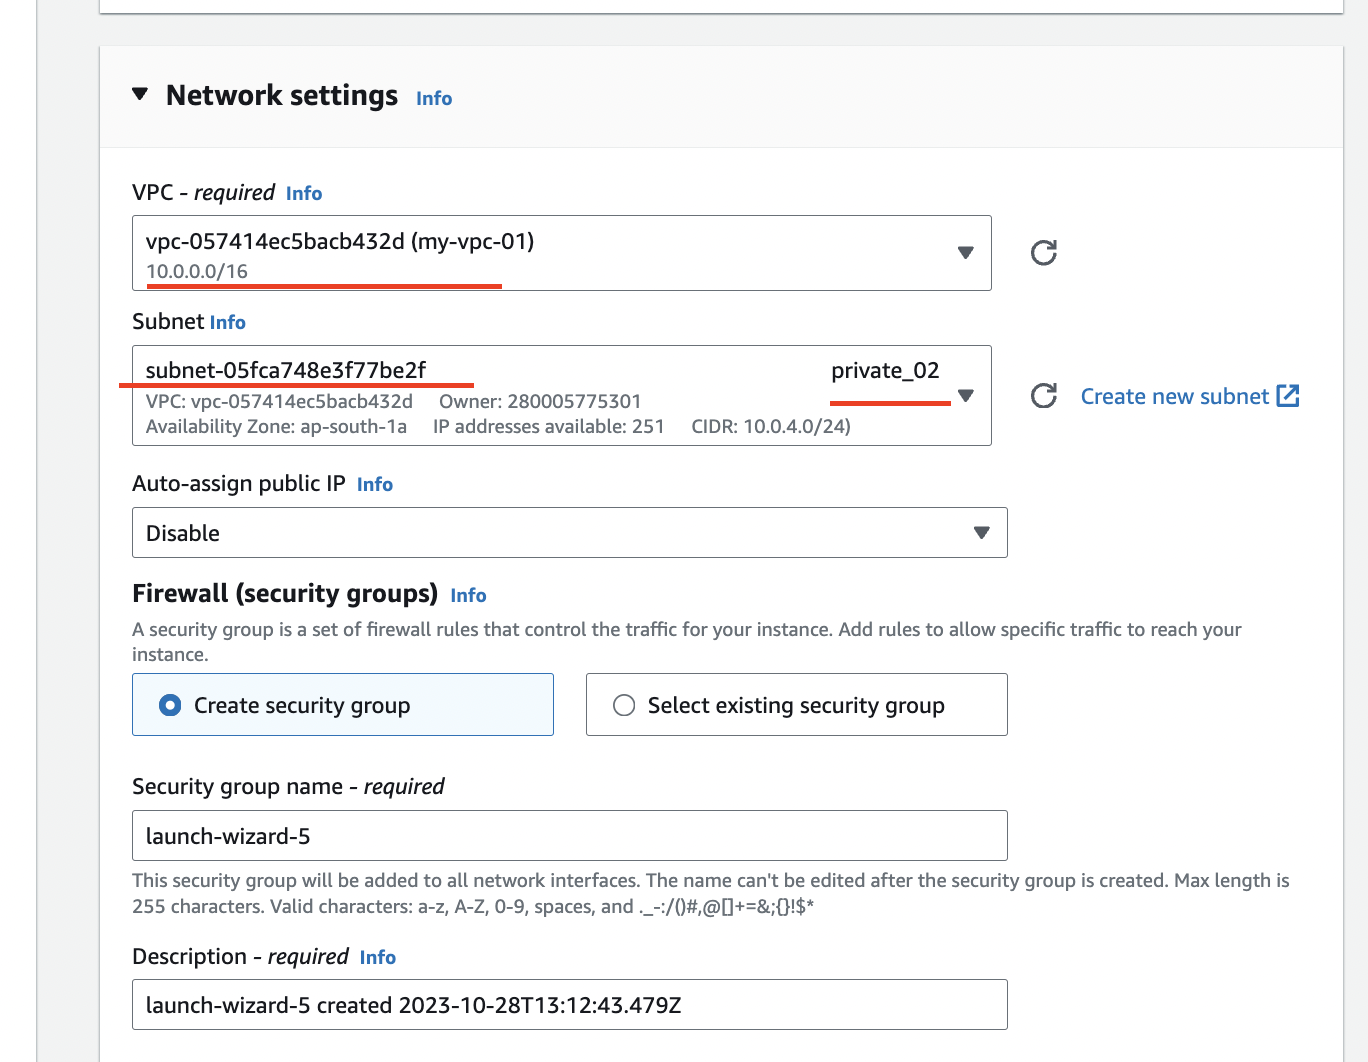 Network settings Info
VPC - required Info
vpc-057414ec5bacb432d (my-vpc-01)
10.0.0.0/16
Subnet Info
subnet-05fca748e3f77be2f private_02
VPC: vpc-057414ec5bacb432d Owner: 280005775301
Availability Zone: ap-south-1a IP addresses available: 251 CIDR: 10.0.4.0/24)
Create new subnet
Auto-assign public IP Info
Disable
Firewall (security groups) Info
A security group is a set of firewall rules that control the traffic for your instance. Add rules to allow specific traffic to reach your
instance.
Create security group Select existing security group
Security group name - required
launch-wizard-5
This security group will be added to all network interfaces. The name can't be edited after the security group is created. Max length is
255 characters. Valid characters: a-z, A-Z, 0-9, spaces, and ._-:/()#,@[]+=&;{}!$*
Description - required Info
launch-wizard-5 created 2023-10-28T13:12:43.479Z